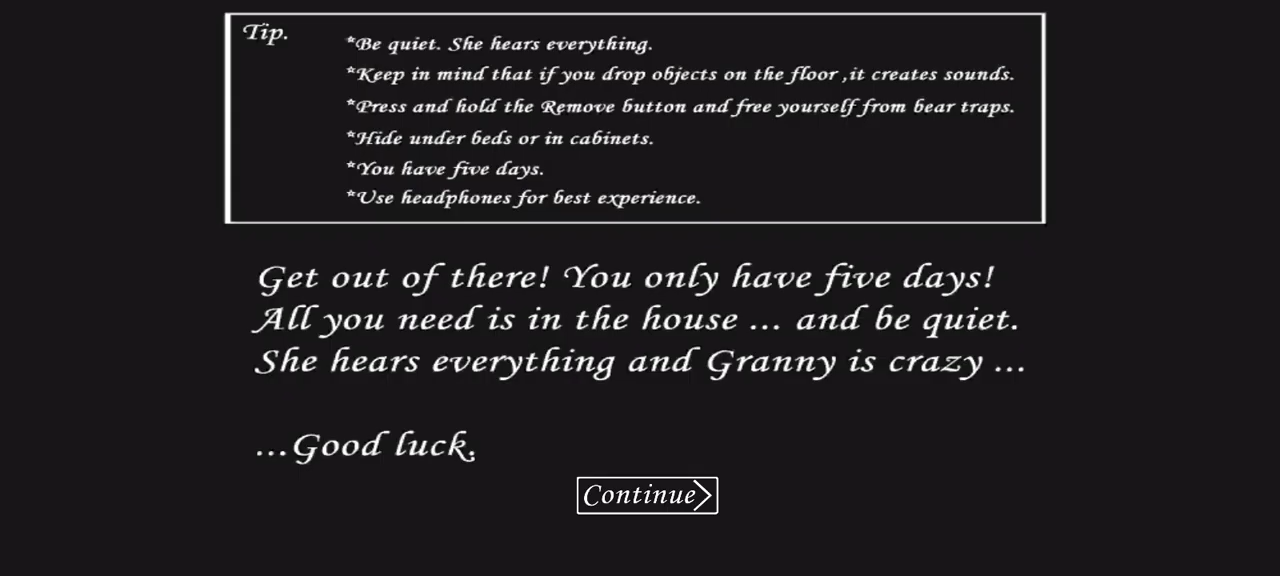 Tip.
*Be quiet. She hears everything.
*Keep in mind that if you drop objects on the floor ,it creates sounds.
*Press and hold the Remove button and free yourself from bear traps.
*Hide under beds or in cabinets.
*You have five days.
*Use headphones for best experience.
Get out of there! You only have five days!
All you need is in the house ... and be quiet.
She hears everything and Granny is crazy ...
...Good luck.
Continue>